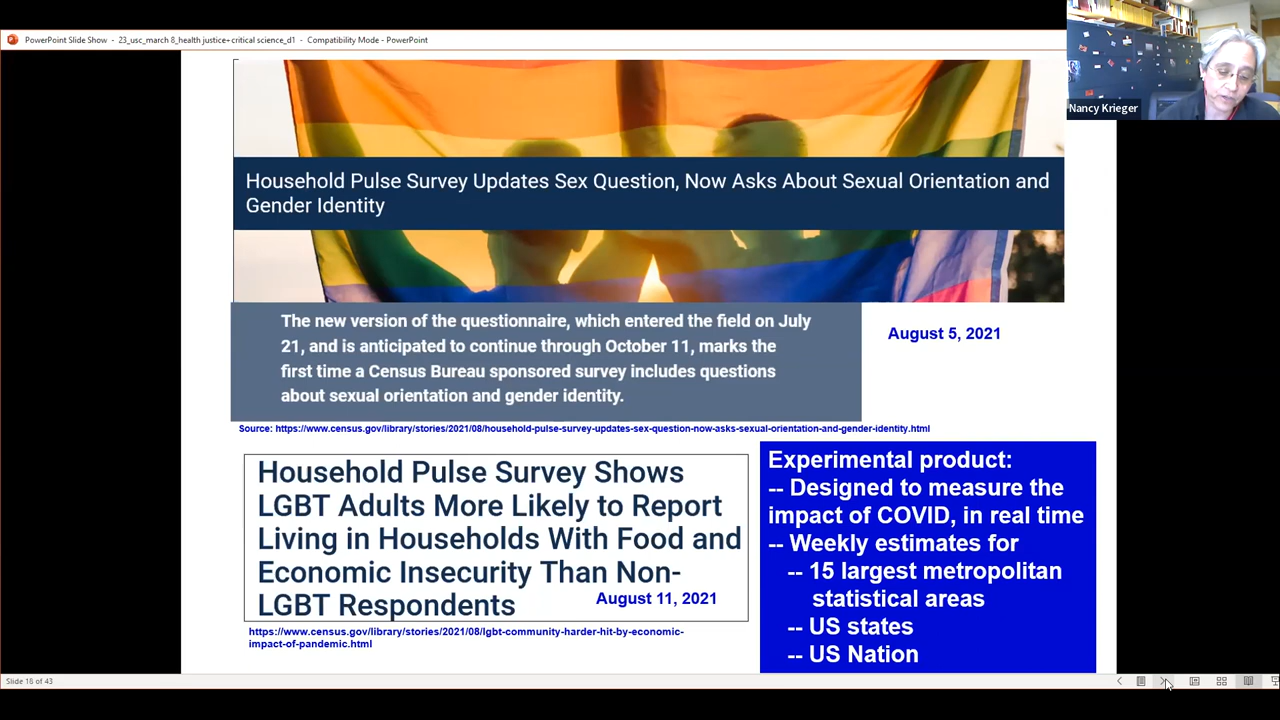 PowerPoint Slide Show - 23_usc_march 8_health justice+critical science_d1 - Compatibility Mode - PowerPoint
Nancy Krieger
Household Pulse Survey Updates Sex Question, Now Asks About Sexual Orientation and
Gender Identity
The new version of the questionnaire, which entered the field on July
21, and is anticipated to continue through October 11, marks the
first time a Census Bureau sponsored survey includes questions
about sexual orientation and gender identity.
August 5, 2021
Source: https://www.census.gov/library/stories/2021/08/household-pulse-survey-updates-sex-question-now-asks-sexual-orientation-and-gender-identity.html
Household Pulse Survey Shows
LGBT Adults More Likely to Report
Living in Households With Food and
Economic Insecurity Than Non-
LGBT Respondents
August 11, 2021
https://www.census.gov/library/stories/2021/08/lgbt-community-harder-hit-by-economic-
impact-of-pandemic.html
Experimental product:
-- Designed to measure the
impact of COVID, in real time
-- Weekly estimates for
-- 15 largest metropolitan
statistical areas
-- US states
-- US Nation
Slide 18 of 43